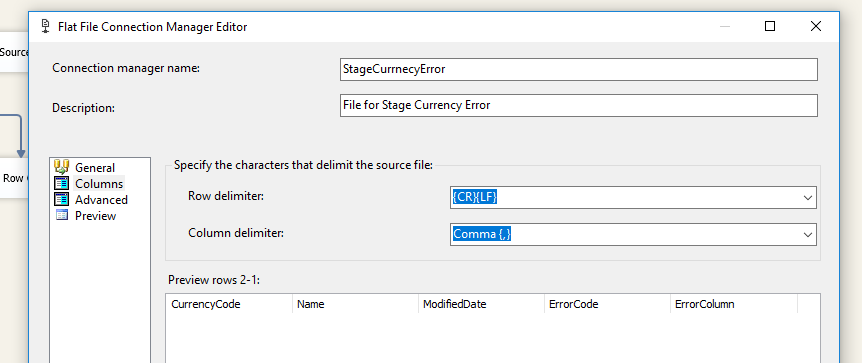 Flat File Connection Manager Editor
Source
Connection manager name:
StageCurrnecyError
Description:
File for Stage Currency Error
Row
General
Columns
Advanced
Preview
Specify the characters that delimit the source file:
Row delimiter:
{CR}{LF}
Column delimiter:
Comma {,}
Preview rows 2-1:
CurrencyCode Name ModifiedDate ErrorCode ErrorColumn